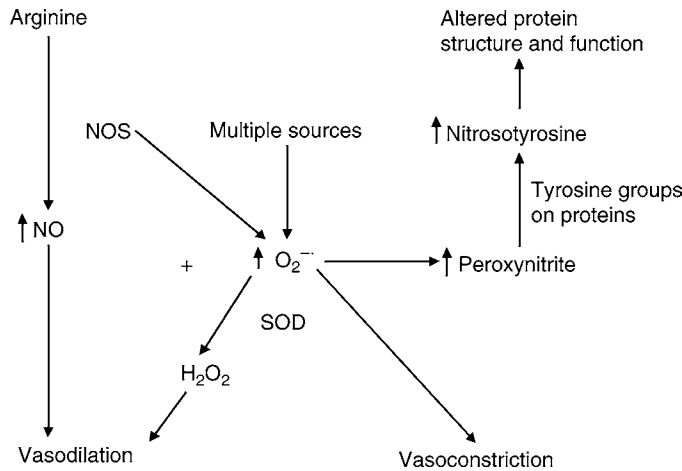 Arginine
Altered protein
structure and function
NOS
Multiple sources
↑ Nitrosotyrosine
Tyrosine groups
on proteins
↑ NO
+
↑ O₂⁻·
↑ Peroxynitrite
SOD
H₂O₂
Vasodilation
Vasoconstriction